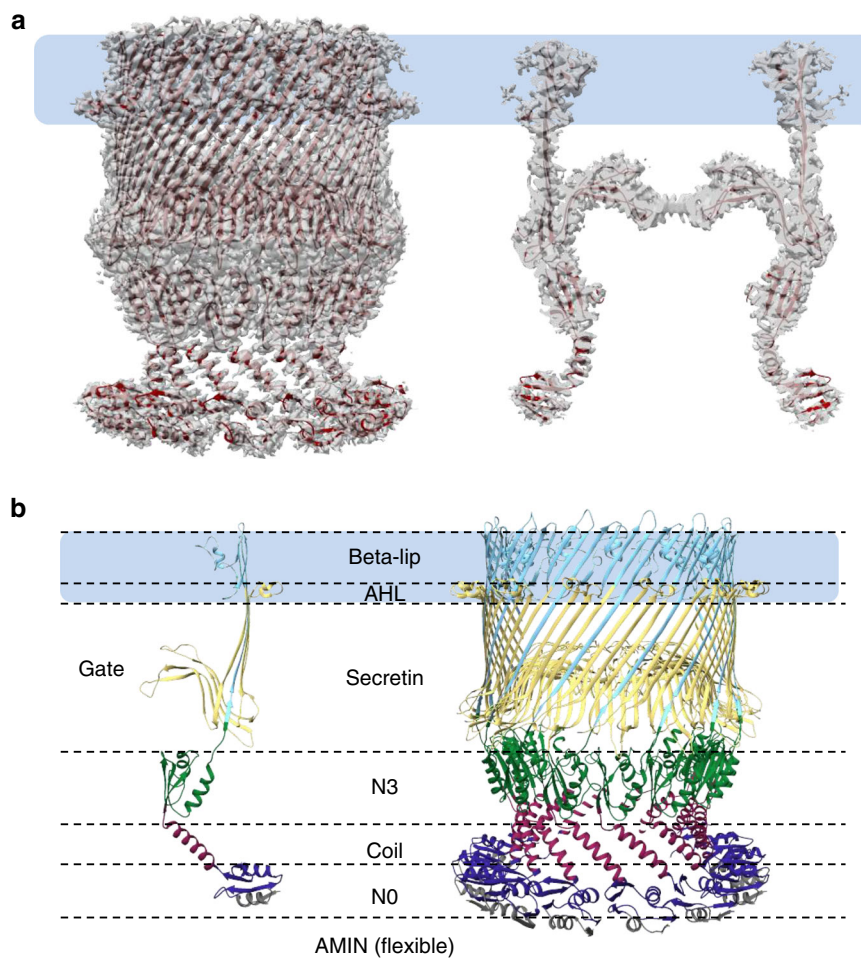 a
b
Beta-lip
AHL
Gate
Secretin
N3
Coil
N0
AMIN (flexible)